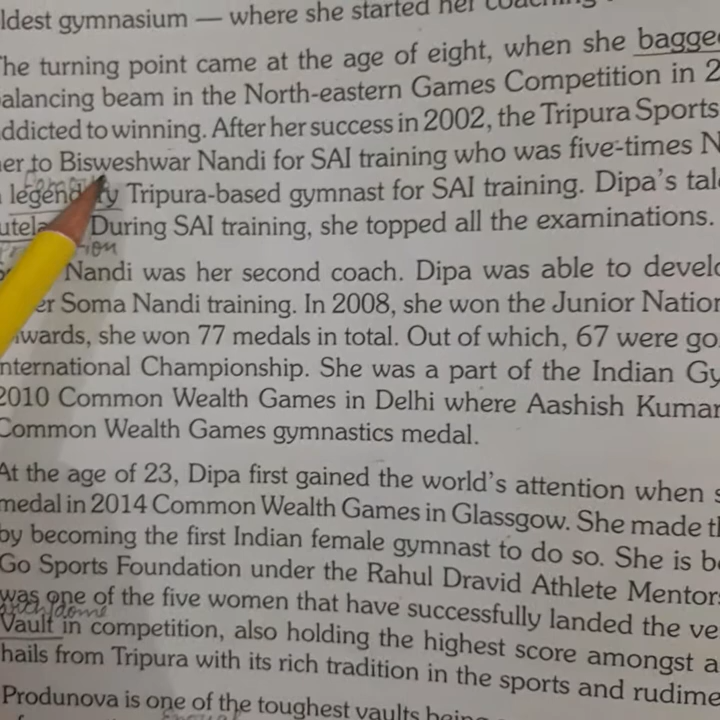 ldest gymnasium — where she started her coaching
he turning point came at the age of eight, when she bagge
alancing beam in the North-eastern Games Competition in 2
ddicted to winning. After her success in 2002, the Tripura Sports
er to Bisweshwar Nandi for SAI training who was five-times N
legend ry Tripura-based gymnast for SAI training. Dipa's tal
utela During SAI training, she topped all the examinations.
ion
Nandi was her second coach. Dipa was able to develo
er Soma Nandi training. In 2008, she won the Junior Nation
wards, she won 77 medals in total. Out of which, 67 were go
nternational Championship. She was a part of the Indian Gy
2010 Common Wealth Games in Delhi where Aashish Kumar
Common Wealth Games gymnastics medal.
At the age of 23, Dipa first gained the world's attention when s
medal in 2014 Common Wealth Games in Glassgow. She made th
by becoming the first Indian female gymnast to do so. She is b
Go Sports Foundation under the Rahul Dravid Athlete Mentor
was one of the five women that have successfully landed the ve
Vault in competition, also holding the highest score amongst a
hails from Tripura with its rich tradition in the sports and rudime
Produnova is one of the toughest vaults being